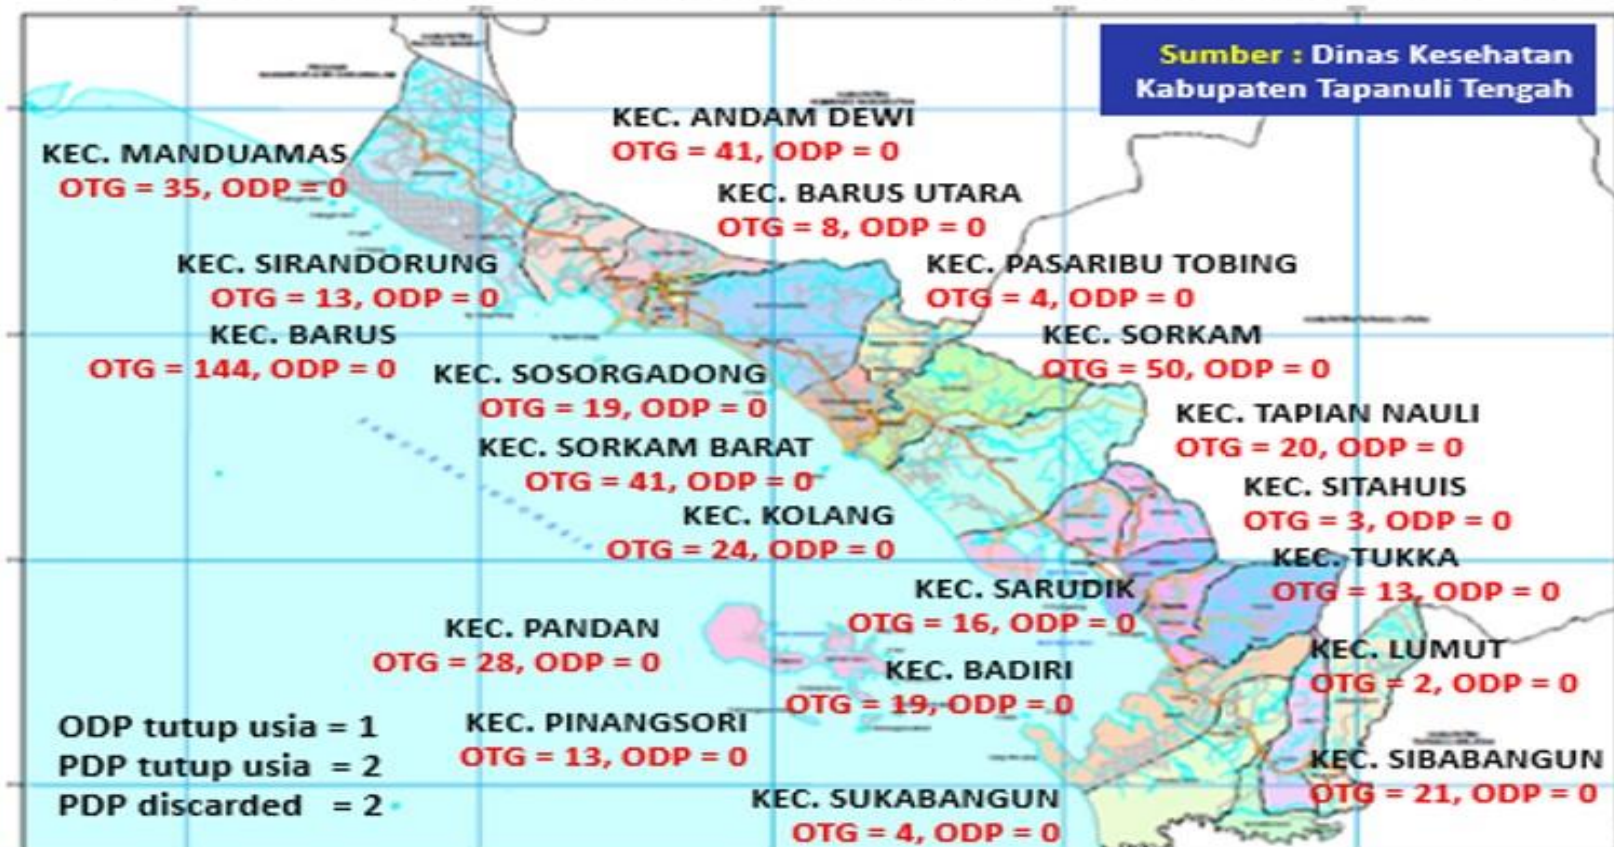 Sumber : Dinas Kesehatan
Kabupaten Tapanuli Tengah
KEC. ANDAM DEWI
OTG = 41, ODP = 0
KEC. MANDUAMAS
OTG = 35, ODP = 0
KEC. BARUS UTARA
OTG = 8, ODP = 0
KEC. SIRANDORUNG
OTG = 13, ODP = 0
KEC. PASARIBU TOBING
OTG = 4, ODP = 0
KEC. BARUS
OTG = 144, ODP = 0
KEC. SORKAM
OTG = 50, ODP = 0
KEC. SOSORGADONG
OTG = 19, ODP = 0
KEC. TAPIAN NAULI
OTG = 20, ODP = 0
KEC. SORKAM BARAT
OTG = 41, ODP = 0
KEC. SITAHUIS
OTG = 3, ODP = 0
KEC. KOLANG
OTG = 24, ODP = 0
KEC. TUKKA
OTG = 13, ODP = 0
KEC. SARUDIK
OTG = 16, ODP = 0
KEC. PANDAN
OTG = 28, ODP = 0
KEC. LUMUT
OTG = 2, ODP = 0
KEC. BADIRI
OTG = 19, ODP = 0
KEC. PINANGSORI
OTG = 13, ODP = 0
ODP tutup usia = 1
PDP tutup usia = 2
PDP discarded = 2
KEC. SIBABANGUN
OTG = 21, ODP = 0
KEC. SUKABANGUN
OTG = 4, ODP = 0